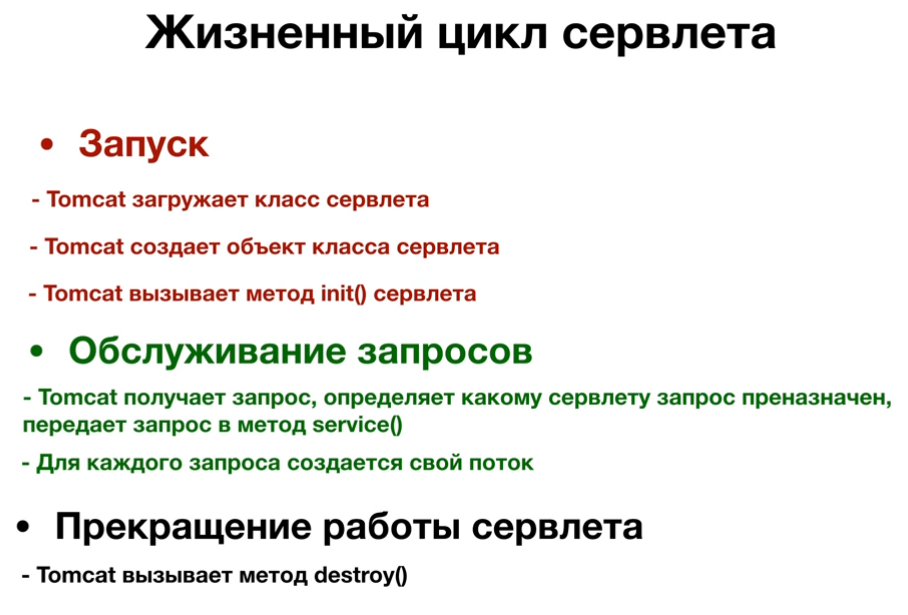 Жизненный цикл сервлета
• Запуск
- Tomcat загружает класс сервлета
- Tomcat создает объект класса сервлета
- Tomcat вызывает метод init() сервлета
• Обслуживание запросов
- Tomcat получает запрос, определяет какому сервлету запрос преназначен,
передает запрос в метод service()
- Для каждого запроса создается свой поток
• Прекращение работы сервлета
- Tomcat вызывает метод destroy()